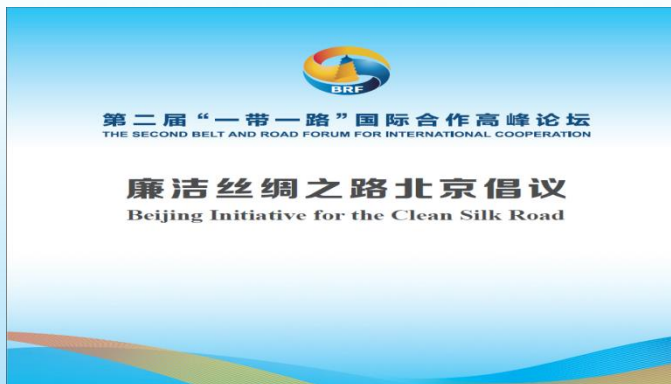 BRF
第二届“一带一路”国际合作高峰论坛
THE SECOND BELT AND ROAD FORUM FOR INTERNATIONAL COOPERATION
廉洁丝绸之路北京倡议
Beijing Initiative for the Clean Silk Road